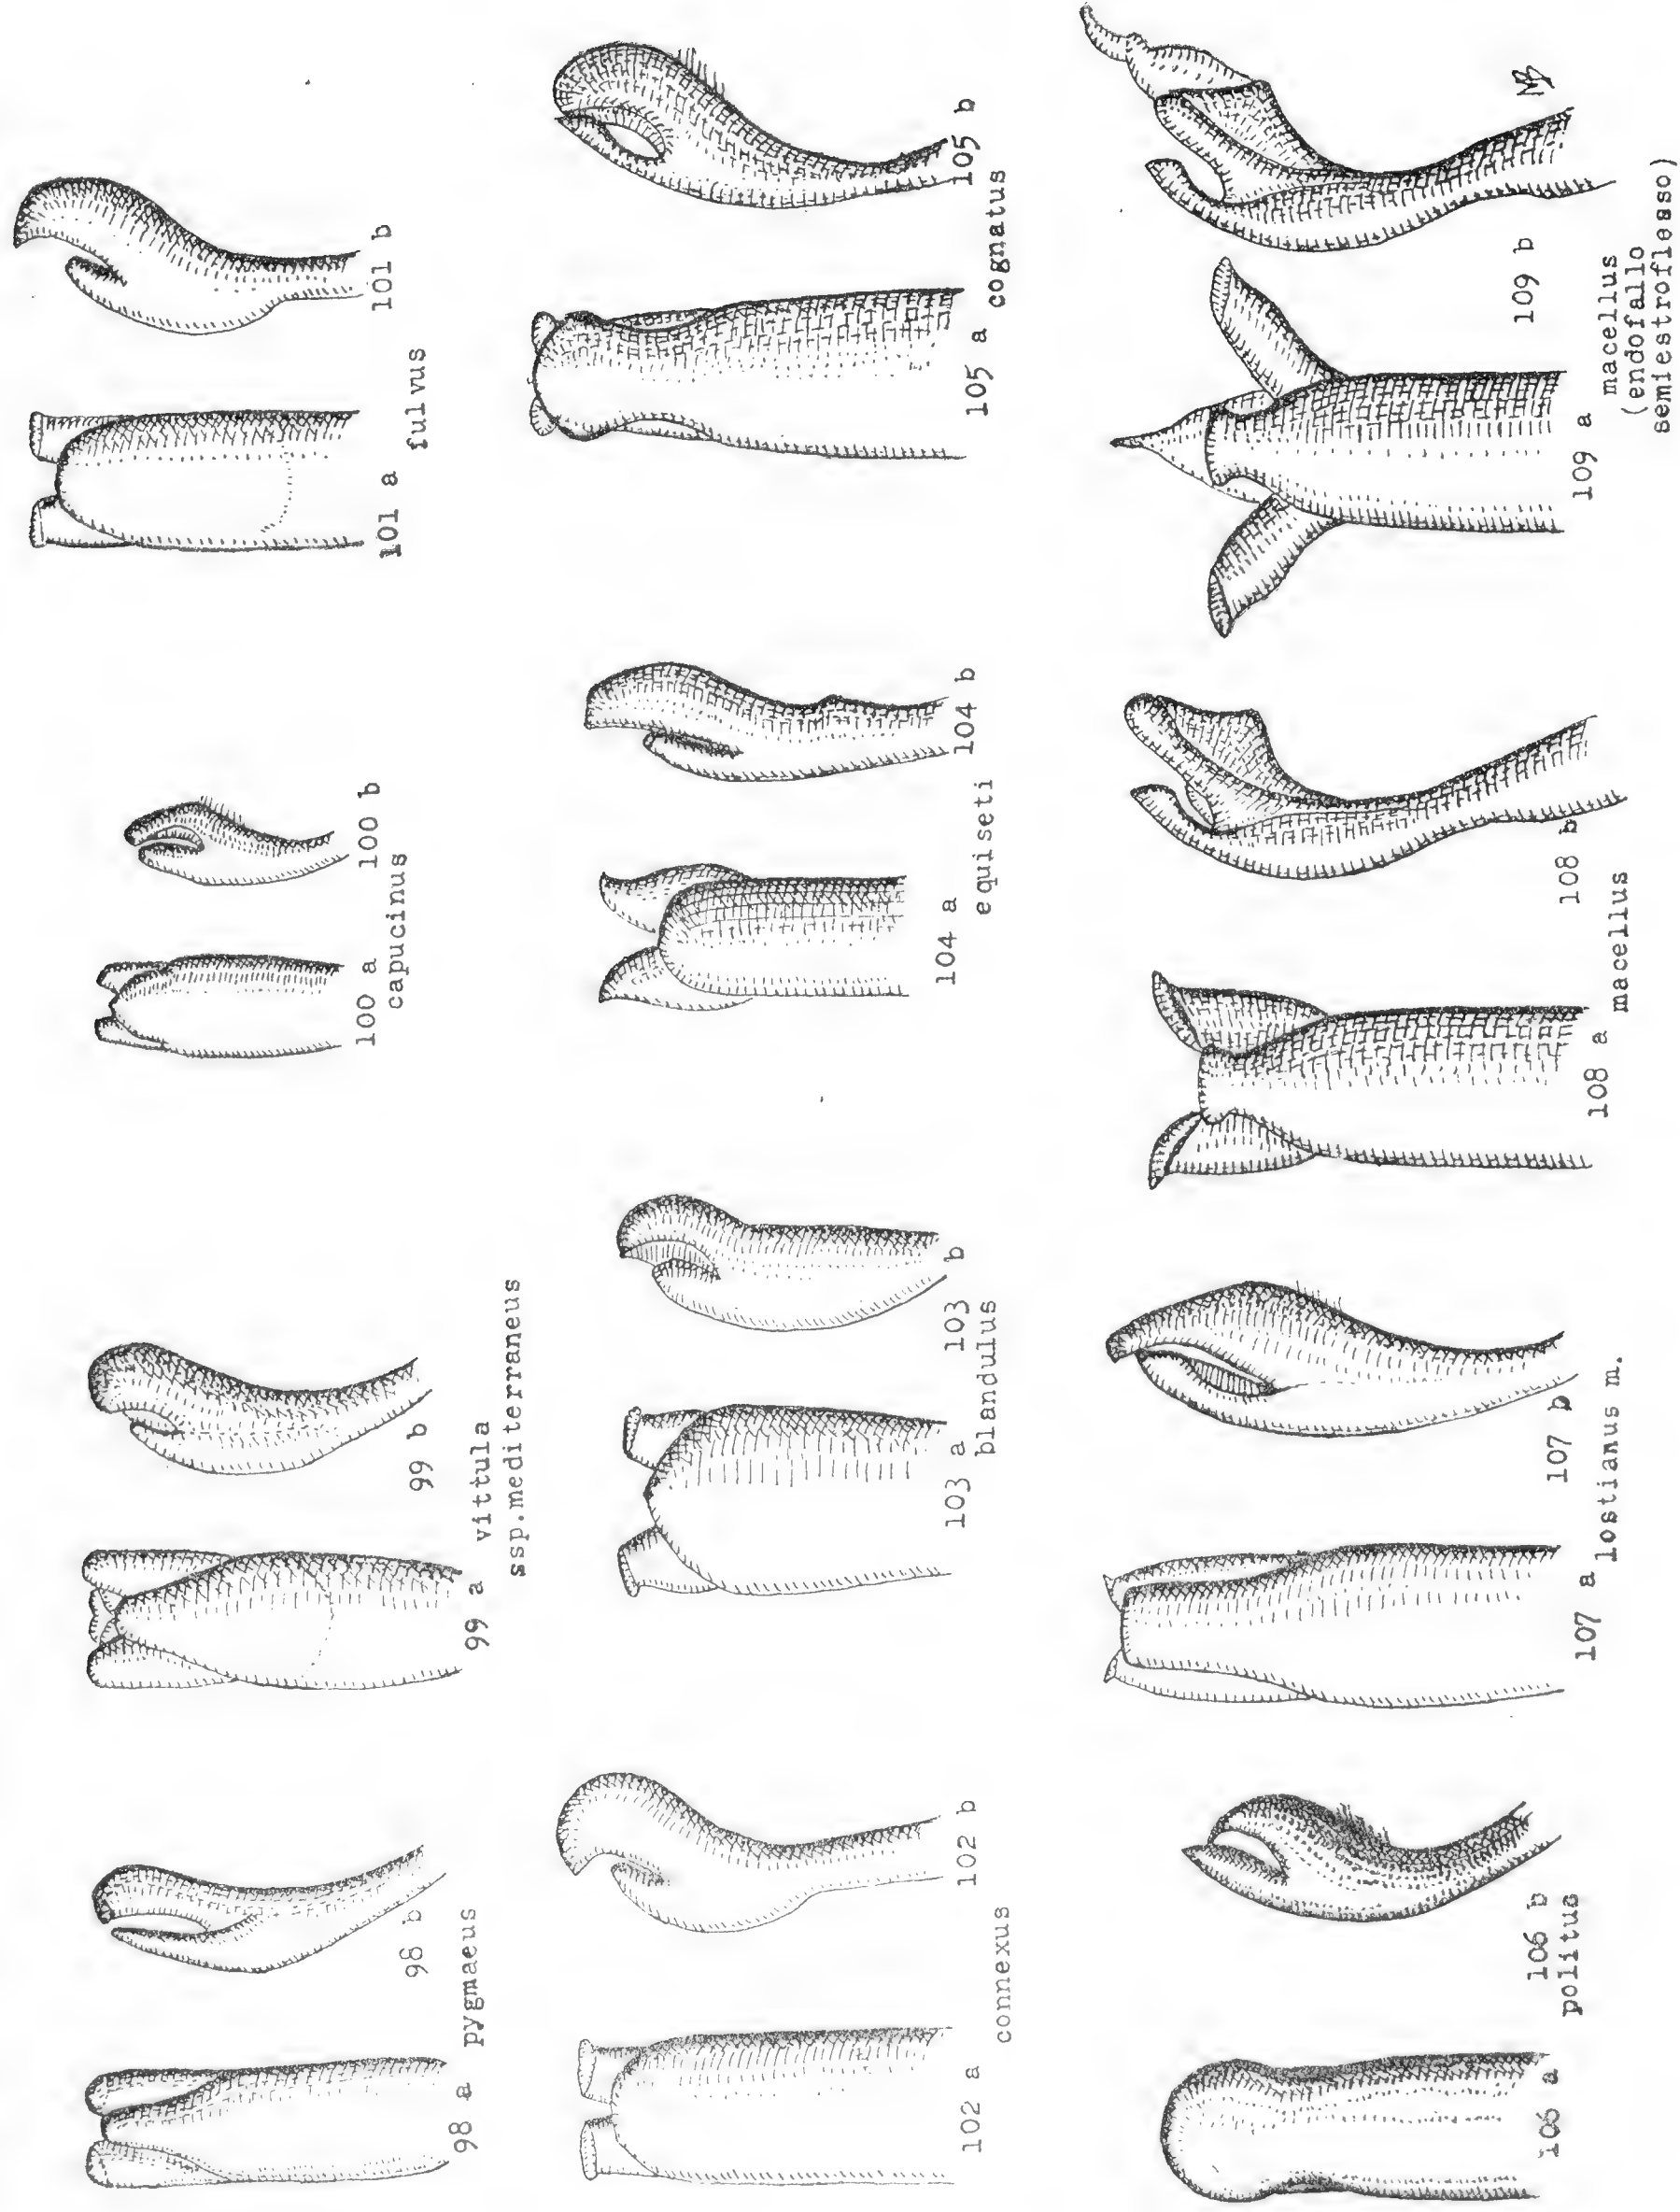 98 a
98 b
pygmaeus
99 a
99 b
vittula
ssp.mediterraneus
100 a
100 b
capucinus
101 a
101 b
fulvus
102 a
102 b
connexus
103 a
103 b
blandulus
104 a
104 b
equiseti
105 a
105 b
cognatus
106 a
106 b
politus
107 a
107 b
lostianus m.
108 a
108 b
macellus
109 a
109 b
macellus
(endofallo
semiestroflesso)